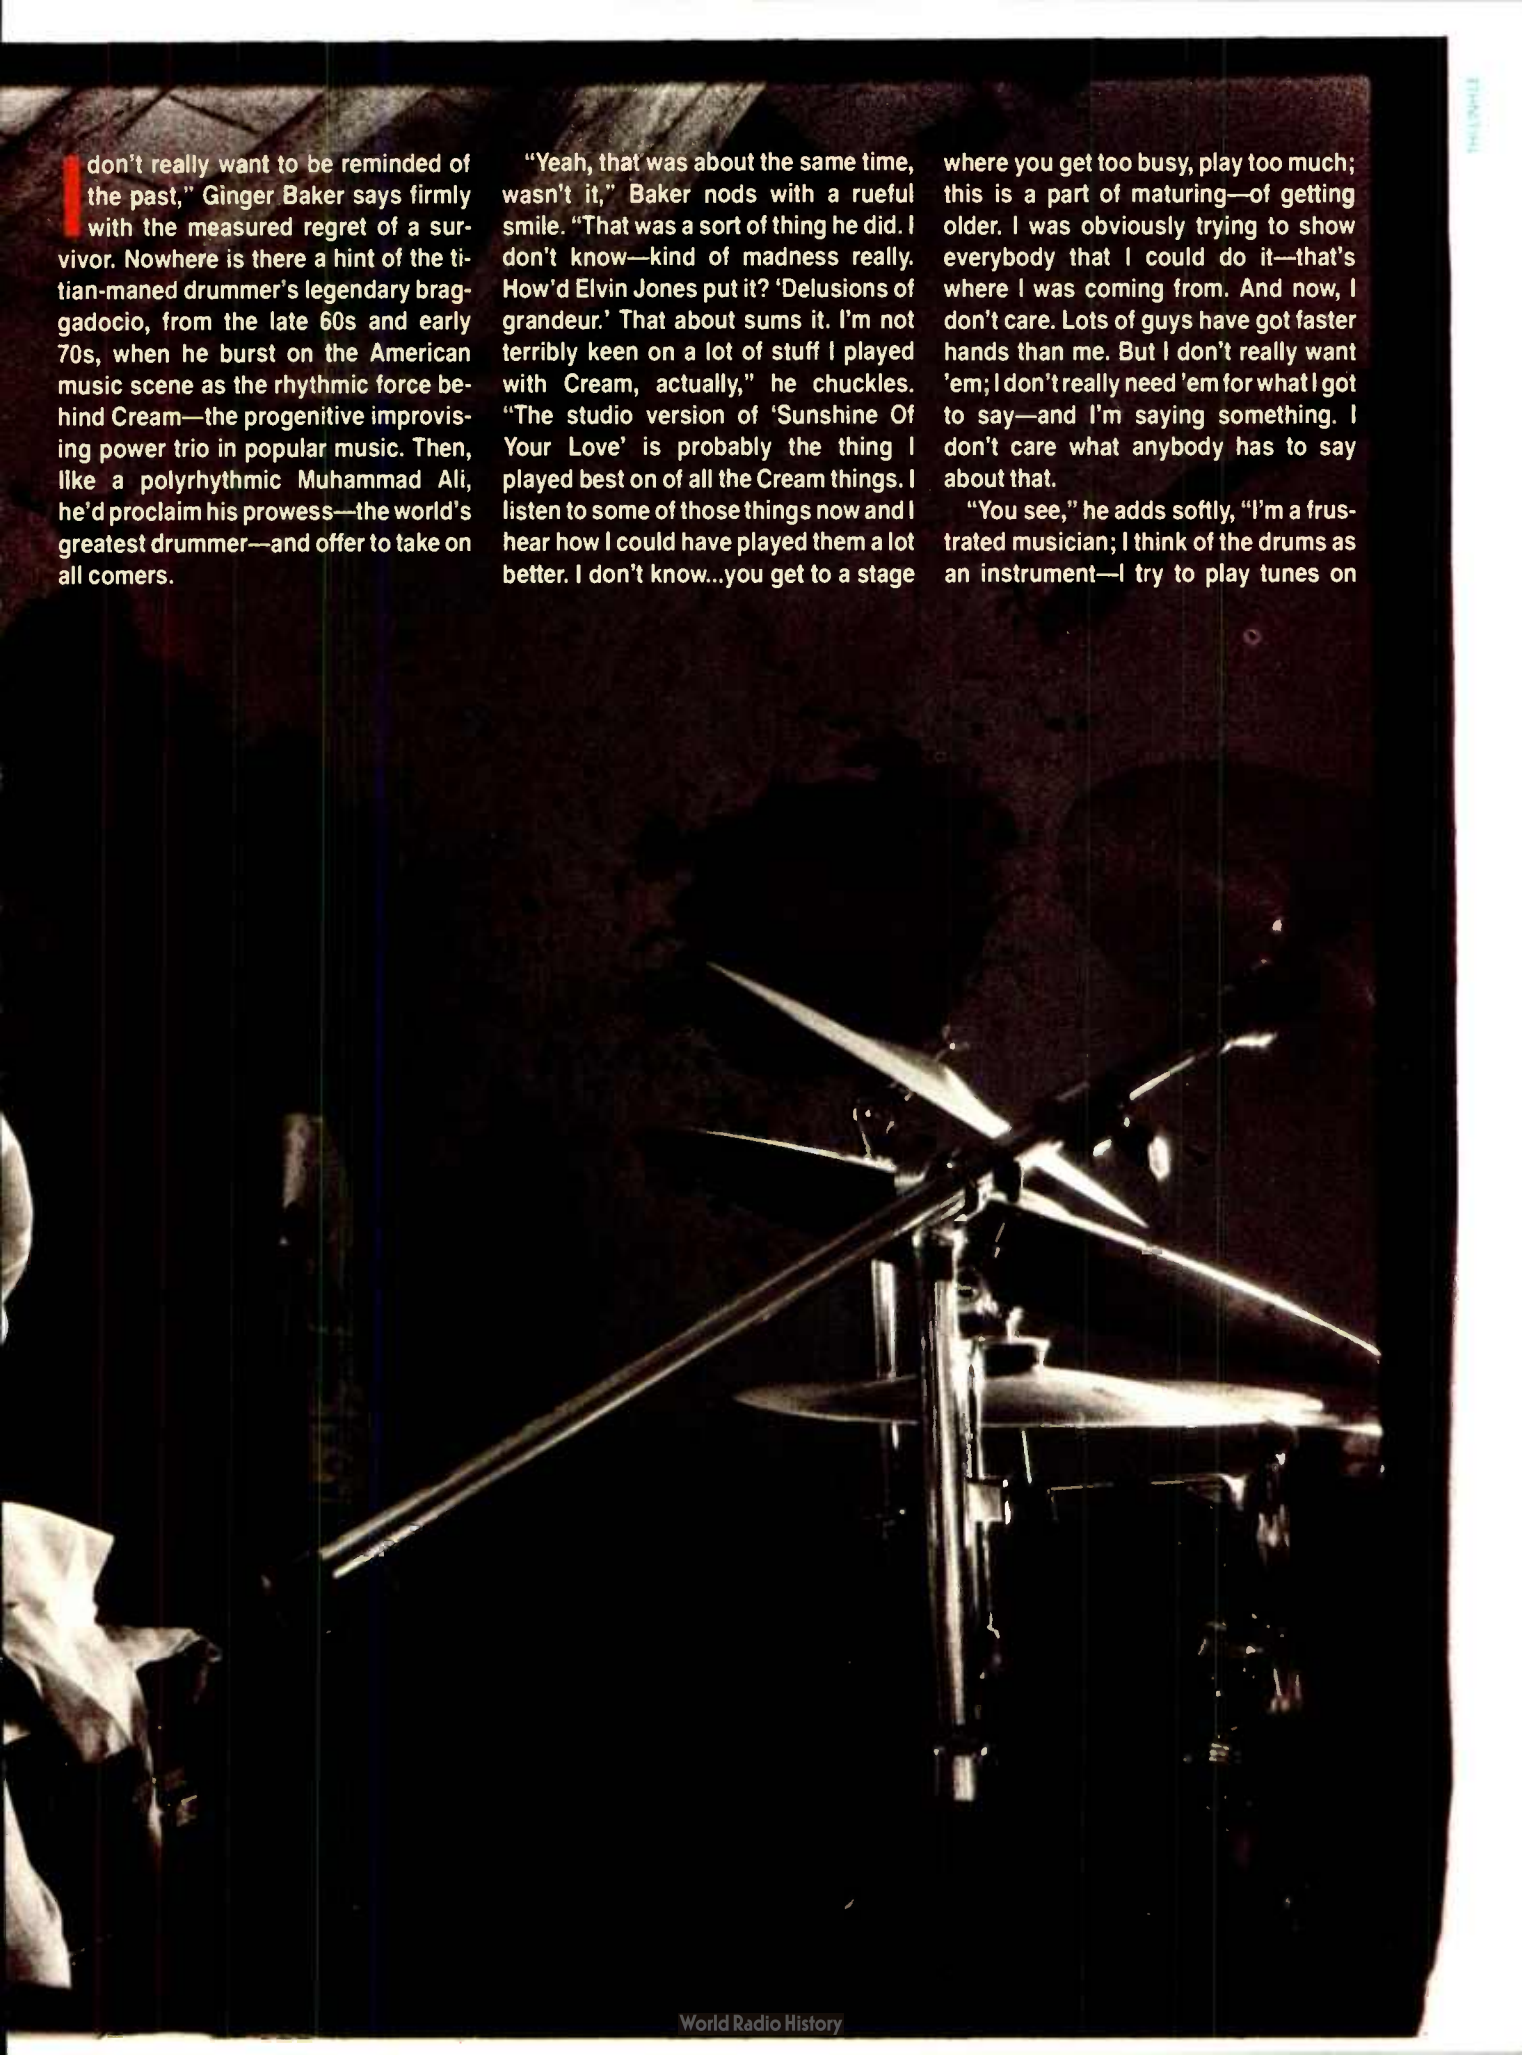 I don't really want to be reminded of
the past,” Ginger Baker says firmly
with the measured regret of a sur-
vivor. Nowhere is there a hint of the ti-
tian-maned drummer's legendary brag-
gadocio, from the late 60s and early
70s, when he burst on the American
music scene as the rhythmic force be-
hind Cream—the progenitive improvis-
ing power trio in popular music. Then,
like a polyrhythmic Muhammad Ali,
he'd proclaim his prowess—the world's
greatest drummer—and offer to take on
all comers.
“Yeah, that was about the same time,
wasn't it,” Baker nods with a rueful
smile. “That was a sort of thing he did. I
don't know—kind of madness really.
How'd Elvin Jones put it? ‘Delusions of
grandeur.’ That about sums it. I'm not
terribly keen on a lot of stuff I played
with Cream, actually,” he chuckles.
“The studio version of ‘Sunshine Of
Your Love’ is probably the thing I
played best on of all the Cream things. I
listen to some of those things now and I
hear how I could have played them a lot
better. I don't know...you get to a stage
where you get too busy, play too much;
this is a part of maturing—of getting
older. I was obviously trying to show
everybody that I could do it—that's
where I was coming from. And now, I
don't care. Lots of guys have got faster
hands than me. But I don't really want
'em; I don't really need 'em for what I got
to say—and I'm saying something. I
don't care what anybody has to say
about that.
“You see,” he adds softly, “I'm a frus-
trated musician; I think of the drums as
an instrument—I try to play tunes on
World Radio History